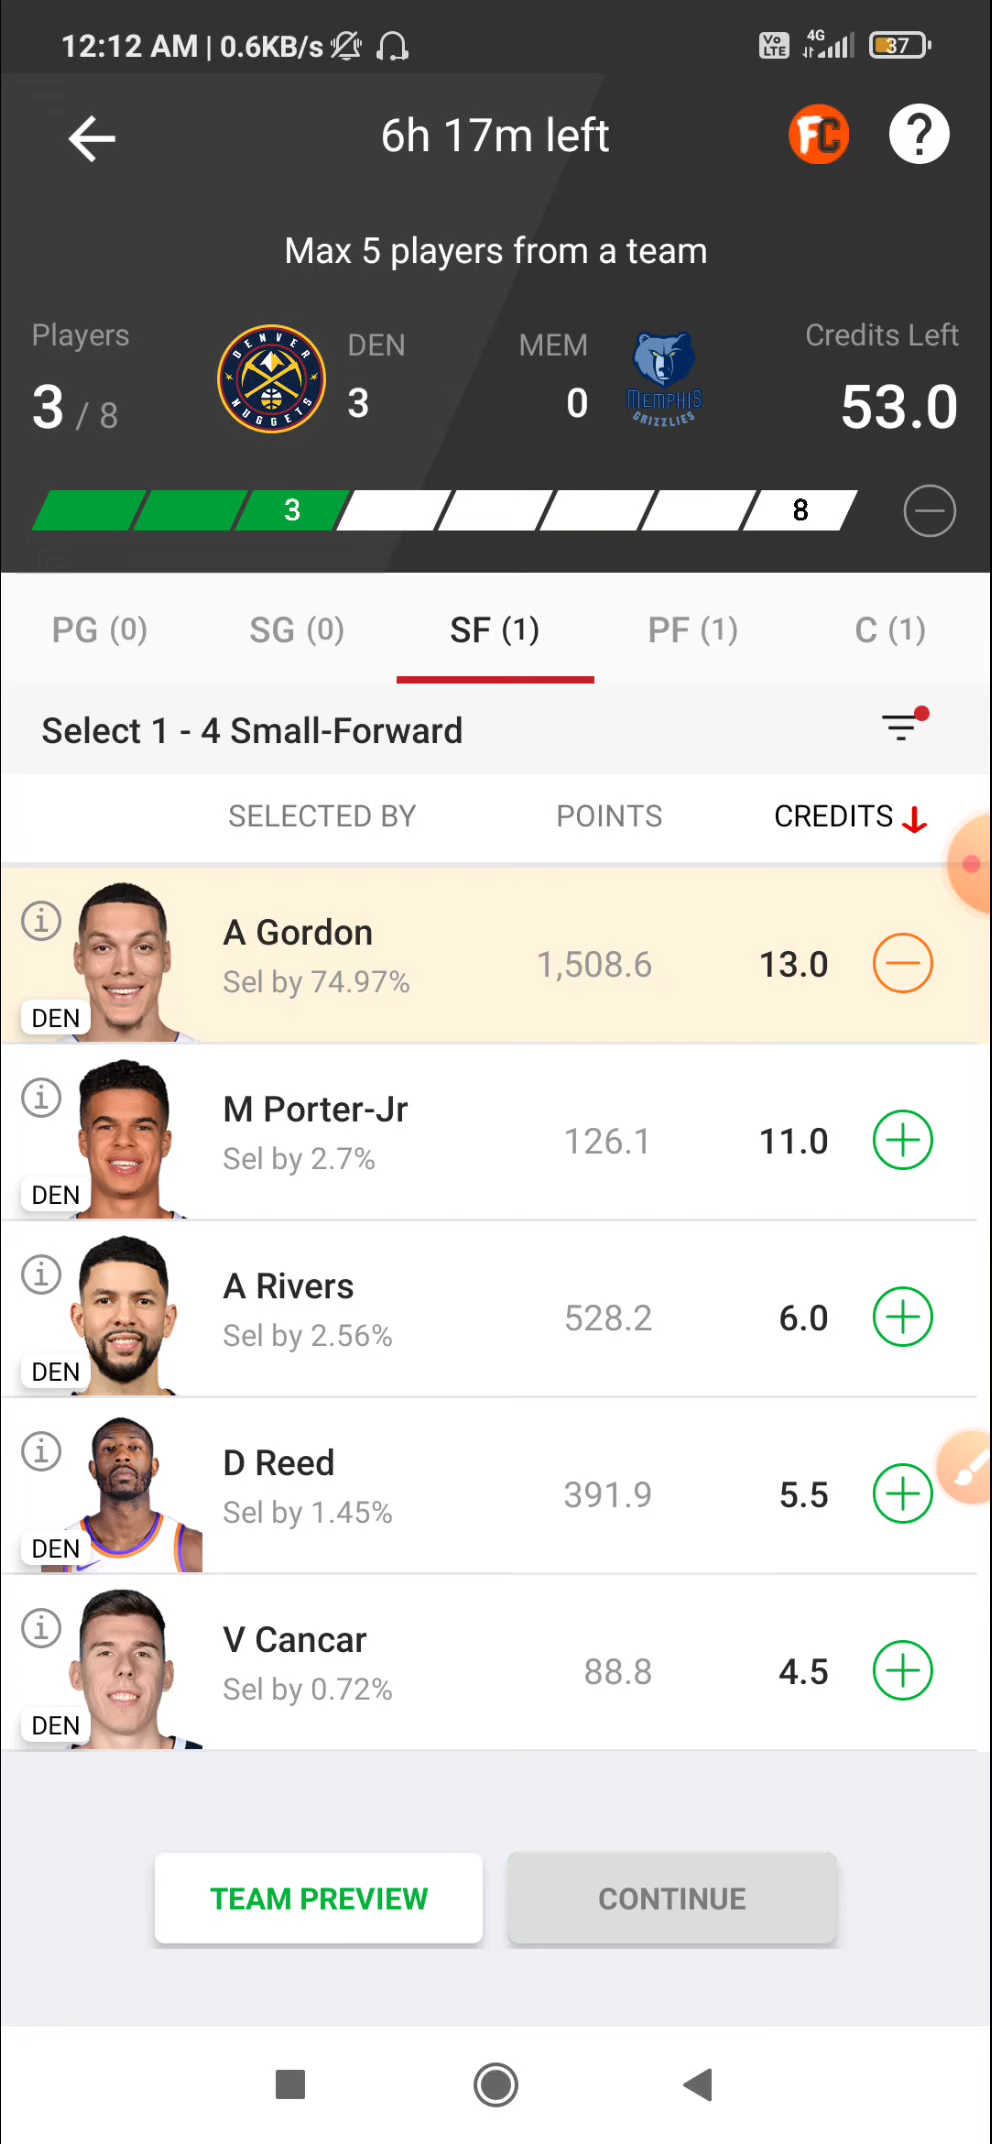 12:12 AM | 0.6KB/s
Vo LTE 4G 37
6h 17m left
FC ?
Max 5 players from a team
Players DEN MEM Credits Left
3 / 8 3 0 53.0
DENVER NUGGETS
MEMPHIS GRIZZLIES
3 8
PG (0) SG (0) SF (1) PF (1) C (1)
Select 1 - 4 Small-Forward
SELECTED BY POINTS CREDITS
A Gordon
Sel by 74.97% 1,508.6 13.0
DEN
M Porter-Jr
Sel by 2.7% 126.1 11.0
DEN
A Rivers
Sel by 2.56% 528.2 6.0
DEN
D Reed
Sel by 1.45% 391.9 5.5
DEN
V Cancar
Sel by 0.72% 88.8 4.5
DEN
TEAM PREVIEW CONTINUE